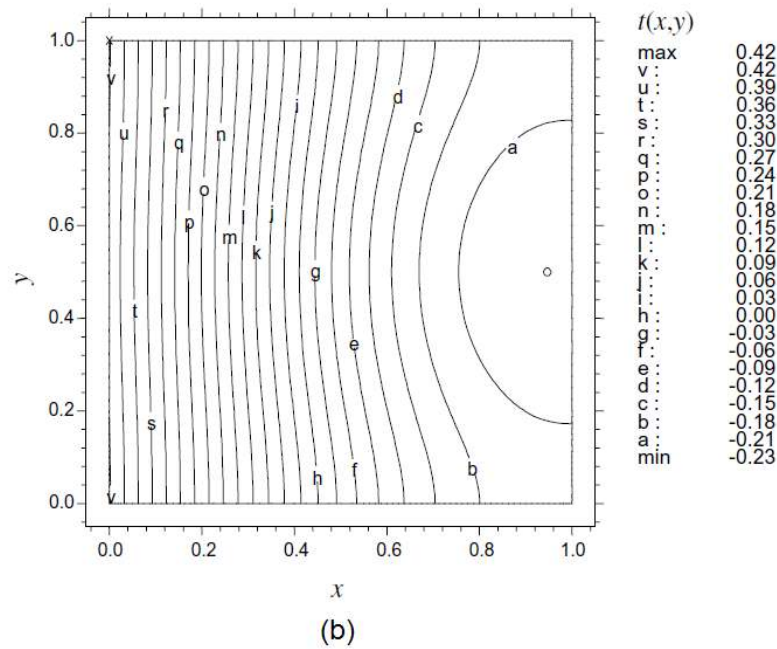 t(x,y)
max 0.42
v : 0.42
u : 0.39
t : 0.36
s : 0.33
r : 0.30
q : 0.27
p : 0.24
o : 0.21
n : 0.18
m : 0.15
l : 0.12
k : 0.09
j : 0.06
i : 0.03
h : 0.00
g : -0.03
f : -0.06
e : -0.09
d : -0.12
c : -0.15
b : -0.18
a : -0.21
min -0.23
1.0
0.8
0.6
0.4
0.2
0.0
y
x
v
u
r
q
n
i
d
c
a
o
p
m
l
k
j
g
o
t
e
s
h
f
b
v
0.0 0.2 0.4 0.6 0.8 1.0
x
(b)